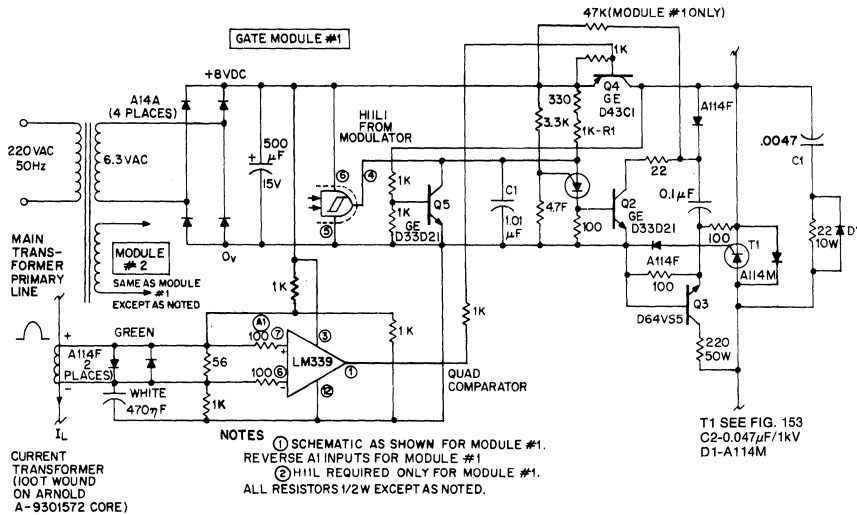 47K(MODULE #1 ONLY)
GATE MODULE #1
1K
+8VDC
Q4
GE
D43C1
A14A
(4 PLACES)
H11L1
FROM
MODULATOR
330
3.3K
1K-R1
A114F
.0047
C1
220 VAC
50Hz
6.3 VAC
500
μF
15V
+
6
4
5
1K
1K
Q5
GE
D33D21
C1
1.01
μF
4.7F
100
22
Q2
GE
D33D21
0.1μF
100
T1
22
10W
D1
A114F
A114M
100
Q3
D64VS5
220
50W
MAIN
TRANS-
FORMER
PRIMARY
LINE
MODULE
#2
SAME AS MODULE
#1
EXCEPT AS NOTED
0v
1K
1K
1K
+
GREEN
A1
100
7
3
+
LM339
1
A114F
2
PLACES)
56
100
6
-
12
QUAD
COMPARATOR
-
WHITE
470ηF
1K
IL
CURRENT
TRANSFORMER
(100T WOUND
ON ARNOLD
A-9301572 CORE)
NOTES
1 SCHEMATIC AS SHOWN FOR MODULE #1.
REVERSE A1 INPUTS FOR MODULE #1
2 H11L REQUIRED ONLY FOR MODULE #1.
ALL RESISTORS 1/2W EXCEPT AS NOTED.
T1 SEE FIG. 153
C2-0.047μF/1kV
D1-A114M